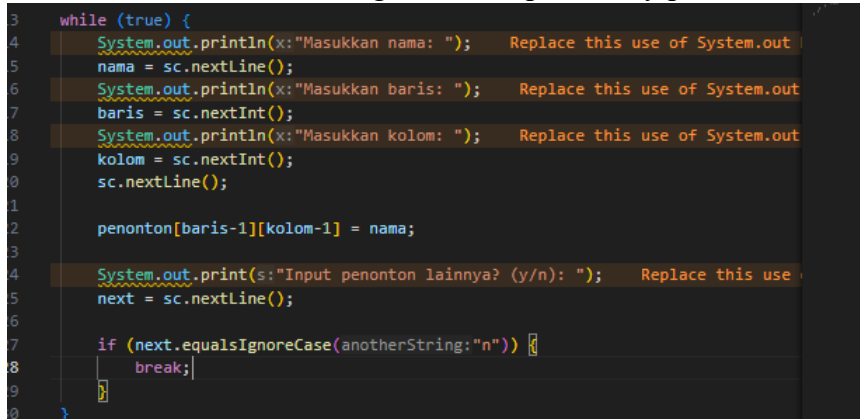 3 while (true) {
4 System.out.println(x:"Masukkan nama: "); Replace this use of System.out
5 nama = sc.nextLine();
6 System.out.println(x:"Masukkan baris: "); Replace this use of System.out
7 baris = sc.nextInt();
8 System.out.println(x:"Masukkan kolom: "); Replace this use of System.out
9 kolom = sc.nextInt();
0 sc.nextLine();
1
2 penonton[baris-1][kolom-1] = nama;
3
4 System.out.print(s:"Input penonton lainnya? (y/n): "); Replace this use
5 next = sc.nextLine();
6
7 if (next.equalsIgnoreCase(anotherString:"n")) {
8 break;
9 }
0 }